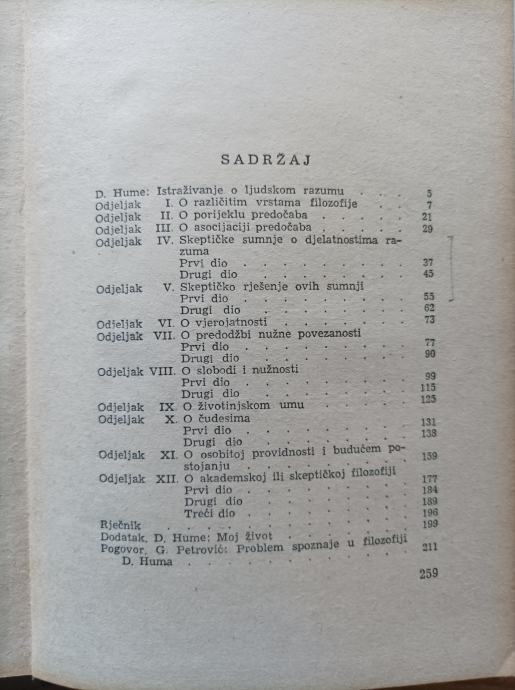 SADRŽAJ
D. Hume: Istraživanje o ljudskom razumu . . . 5
Odjeljak I. O različitim vrstama filozofije . . . 7
Odjeljak II. O porijeklu predočaba . . . . . 21
Odjeljak III. O asocijaciji predočaba . . . . . 29
Odjeljak IV. Skeptičke sumnje o djelatnostima ra-
zuma
Prvi dio . . . . . . . . 37
Drugi dio . . . . . . . . 45
Odjeljak V. Skeptičko rješenje ovih sumnji
Prvi dio . . . . . . . . 55
Drugi dio . . . . . . . . 62
Odjeljak VI. O vjerojatnosti . . . . . . . 73
Odjeljak VII. O predodžbi nužne povezanosti
Prvi dio . . . . . . . . 77
Drugi dio . . . . . . . . 90
Odjeljak VIII. O slobodi i nužnosti
Prvi dio . . . . . . . . 99
Drugi dio . . . . . . . . 115
Odjeljak IX. O životinjskom umu . . . . . . 125
Odjeljak X. O čudesima
Prvi dio . . . . . . . . 131
Drugi dio . . . . . . . . 138
Odjeljak XI. O osobitoj providnosti i budućem po-
stojanju . . . . . . . . 159
Odjeljak XII. O akademskoj ili skeptičkoj filozofiji
Prvi dio . . . . . . . . 177
Drugi dio . . . . . . . . 184
Treći dio . . . . . . . . 189
Rječnik . . . . . . . . . . 196
Dodatak, D. Hume: Moj život . . . . . . 199
Pogovor, G. Petrović: Problem spoznaje u filozofiji
D. Huma . . . . . . . . . 211
259